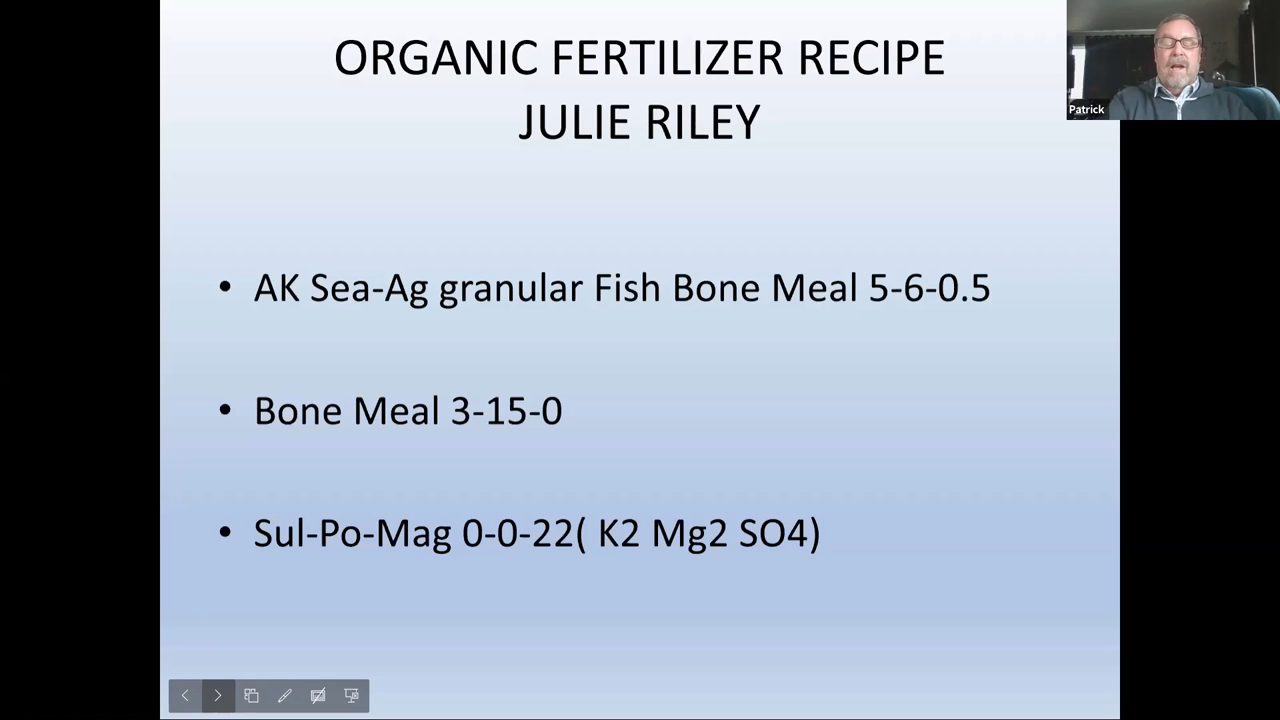 ORGANIC FERTILIZER RECIPE
JULIE RILEY
Patrick
• AK Sea-Ag granular Fish Bone Meal 5-6-0.5
• Bone Meal 3-15-0
• Sul-Po-Mag 0-0-22( K2 Mg2 SO4)